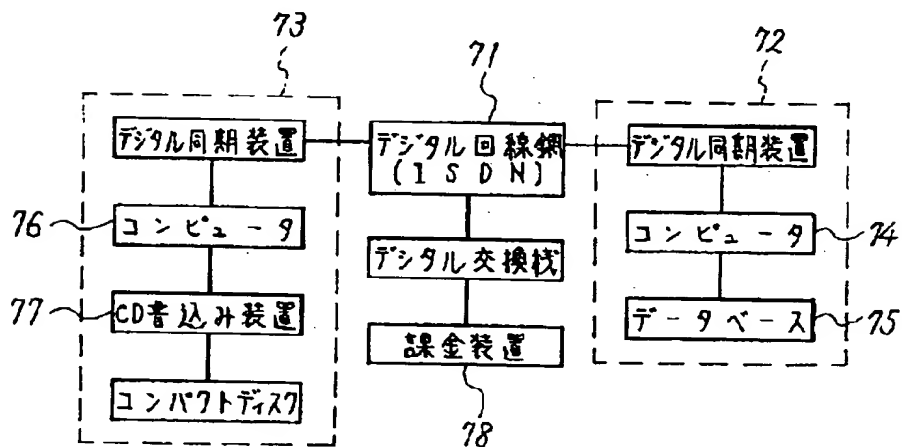 73
71
72
デジタル同期装置
デジタル回線網
(ISDN)
デジタル同期装置
76
コンピュータ
デジタル交換機
コンピュータ
74
77
CD書込み装置
課金装置
データベース
75
コンパクトディスク
78